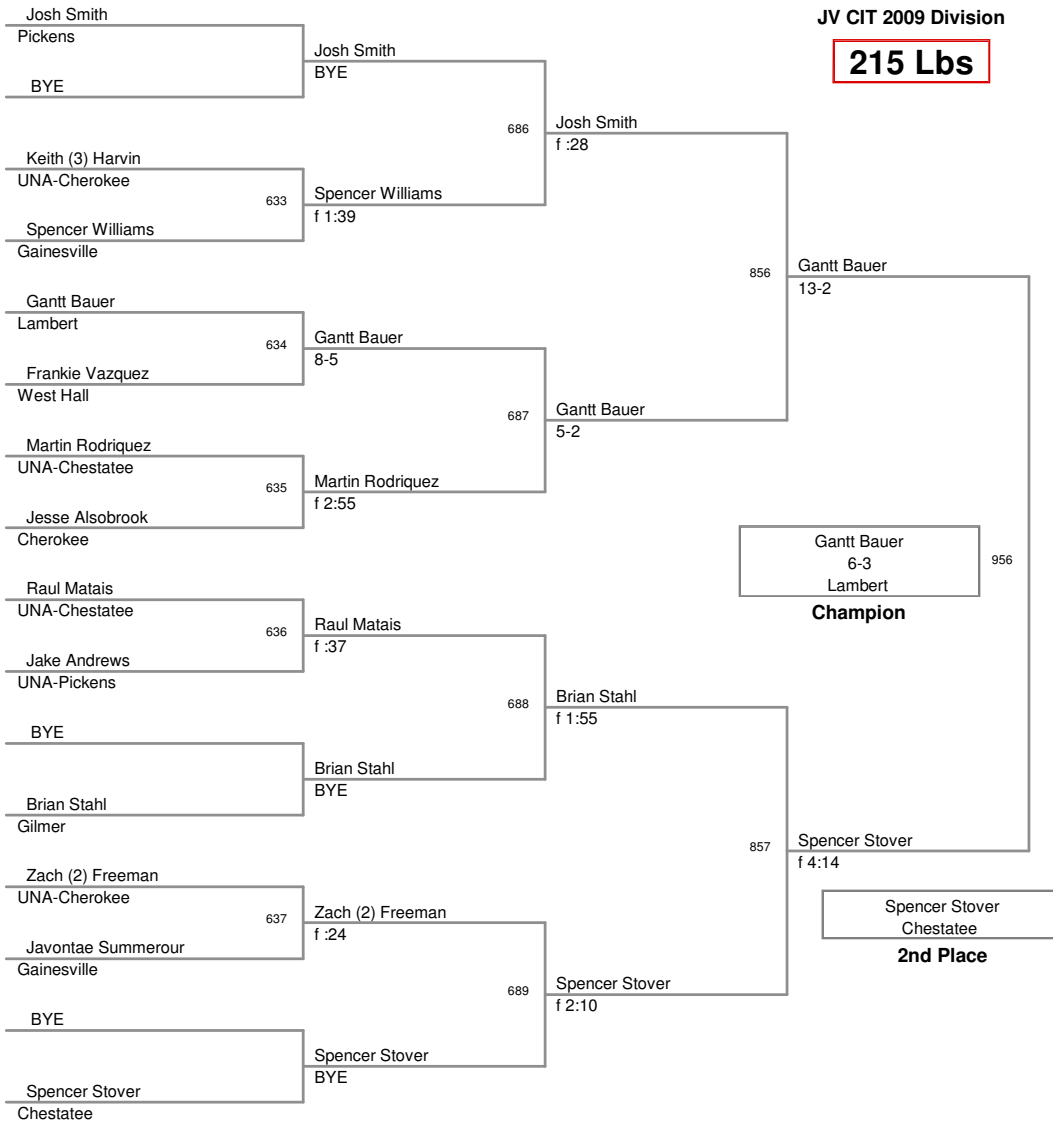 JV CIT 2009 Division
215 Lbs
Josh Smith
Pickens
BYE
Keith (3) Harvin
UNA-Cherokee
633
Spencer Williams
Gainesville
Gantt Bauer
Lambert
634
Frankie Vazquez
West Hall
Martin Rodriquez
UNA-Chestatee
635
Jesse Alsobrook
Cherokee
Raul Matais
UNA-Chestatee
636
Jake Andrews
UNA-Pickens
BYE
Brian Stahl
Gilmer
Zach (2) Freeman
UNA-Cherokee
637
Javontae Summerour
Gainesville
BYE
Spencer Stover
Chestatee
Josh Smith
BYE
686
Spencer Williams
f 1:39
Gantt Bauer
8-5
687
Martin Rodriquez
f 2:55
Raul Matais
f :37
688
Brian Stahl
BYE
Zach (2) Freeman
f :24
689
Spencer Stover
BYE
Josh Smith
f :28
856
Gantt Bauer
5-2
Brian Stahl
f 1:55
857
Spencer Stover
f 2:10
Gantt Bauer
13-2
956
Spencer Stover
f 4:14
Gantt Bauer
6-3
Lambert
Champion
Spencer Stover
Chestatee
2nd Place